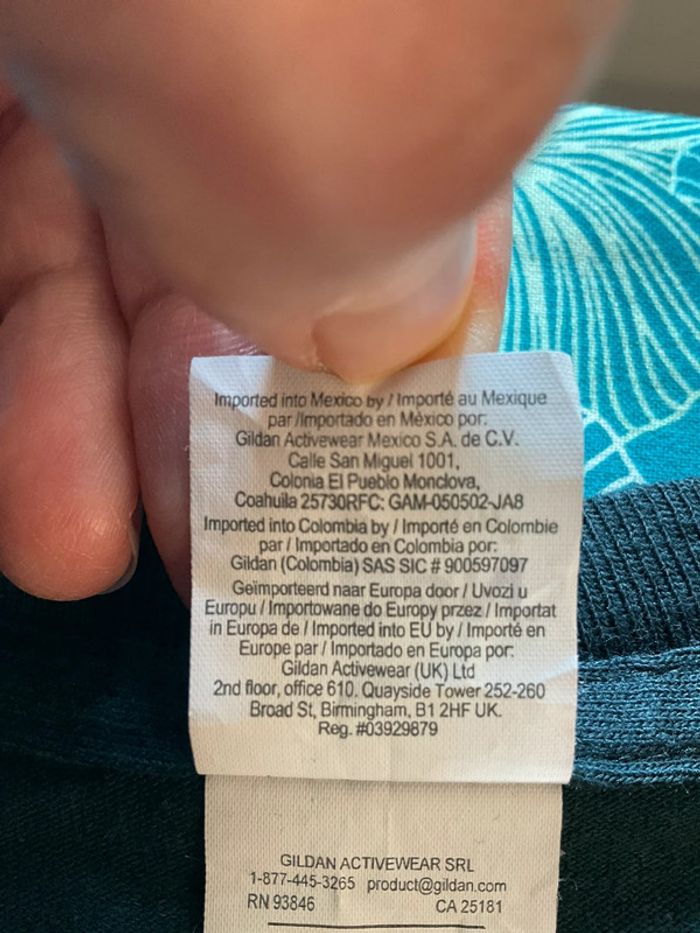 Imported into Mexico by / Importé au Mexique
par /Importado en México por:
Gildan Activewear Mexico S.A. de C.V.
Calle San Miguel 1001,
Colonia El Pueblo Monclova,
Coahuila 25730RFC: GAM-050502-JA8
Imported into Colombia by / Importé en Colombie
par / Importado en Colombia por:
Gildan (Colombia) SAS SIC # 900597097
Geïmporteerd naar Europa door / Uvozi u
Europu / Importowane do Europy przez / Importat
in Europa de / Imported into EU by / Importé en
Europe par / Importado en Europa por:
Gildan Activewear (UK) Ltd
2nd floor, office 610. Quayside Tower 252-260
Broad St, Birmingham, B1 2HF UK.
Reg. #03929879
GILDAN ACTIVEWEAR SRL
1-877-445-3265 product@gildan.com
RN 93846 CA 25181